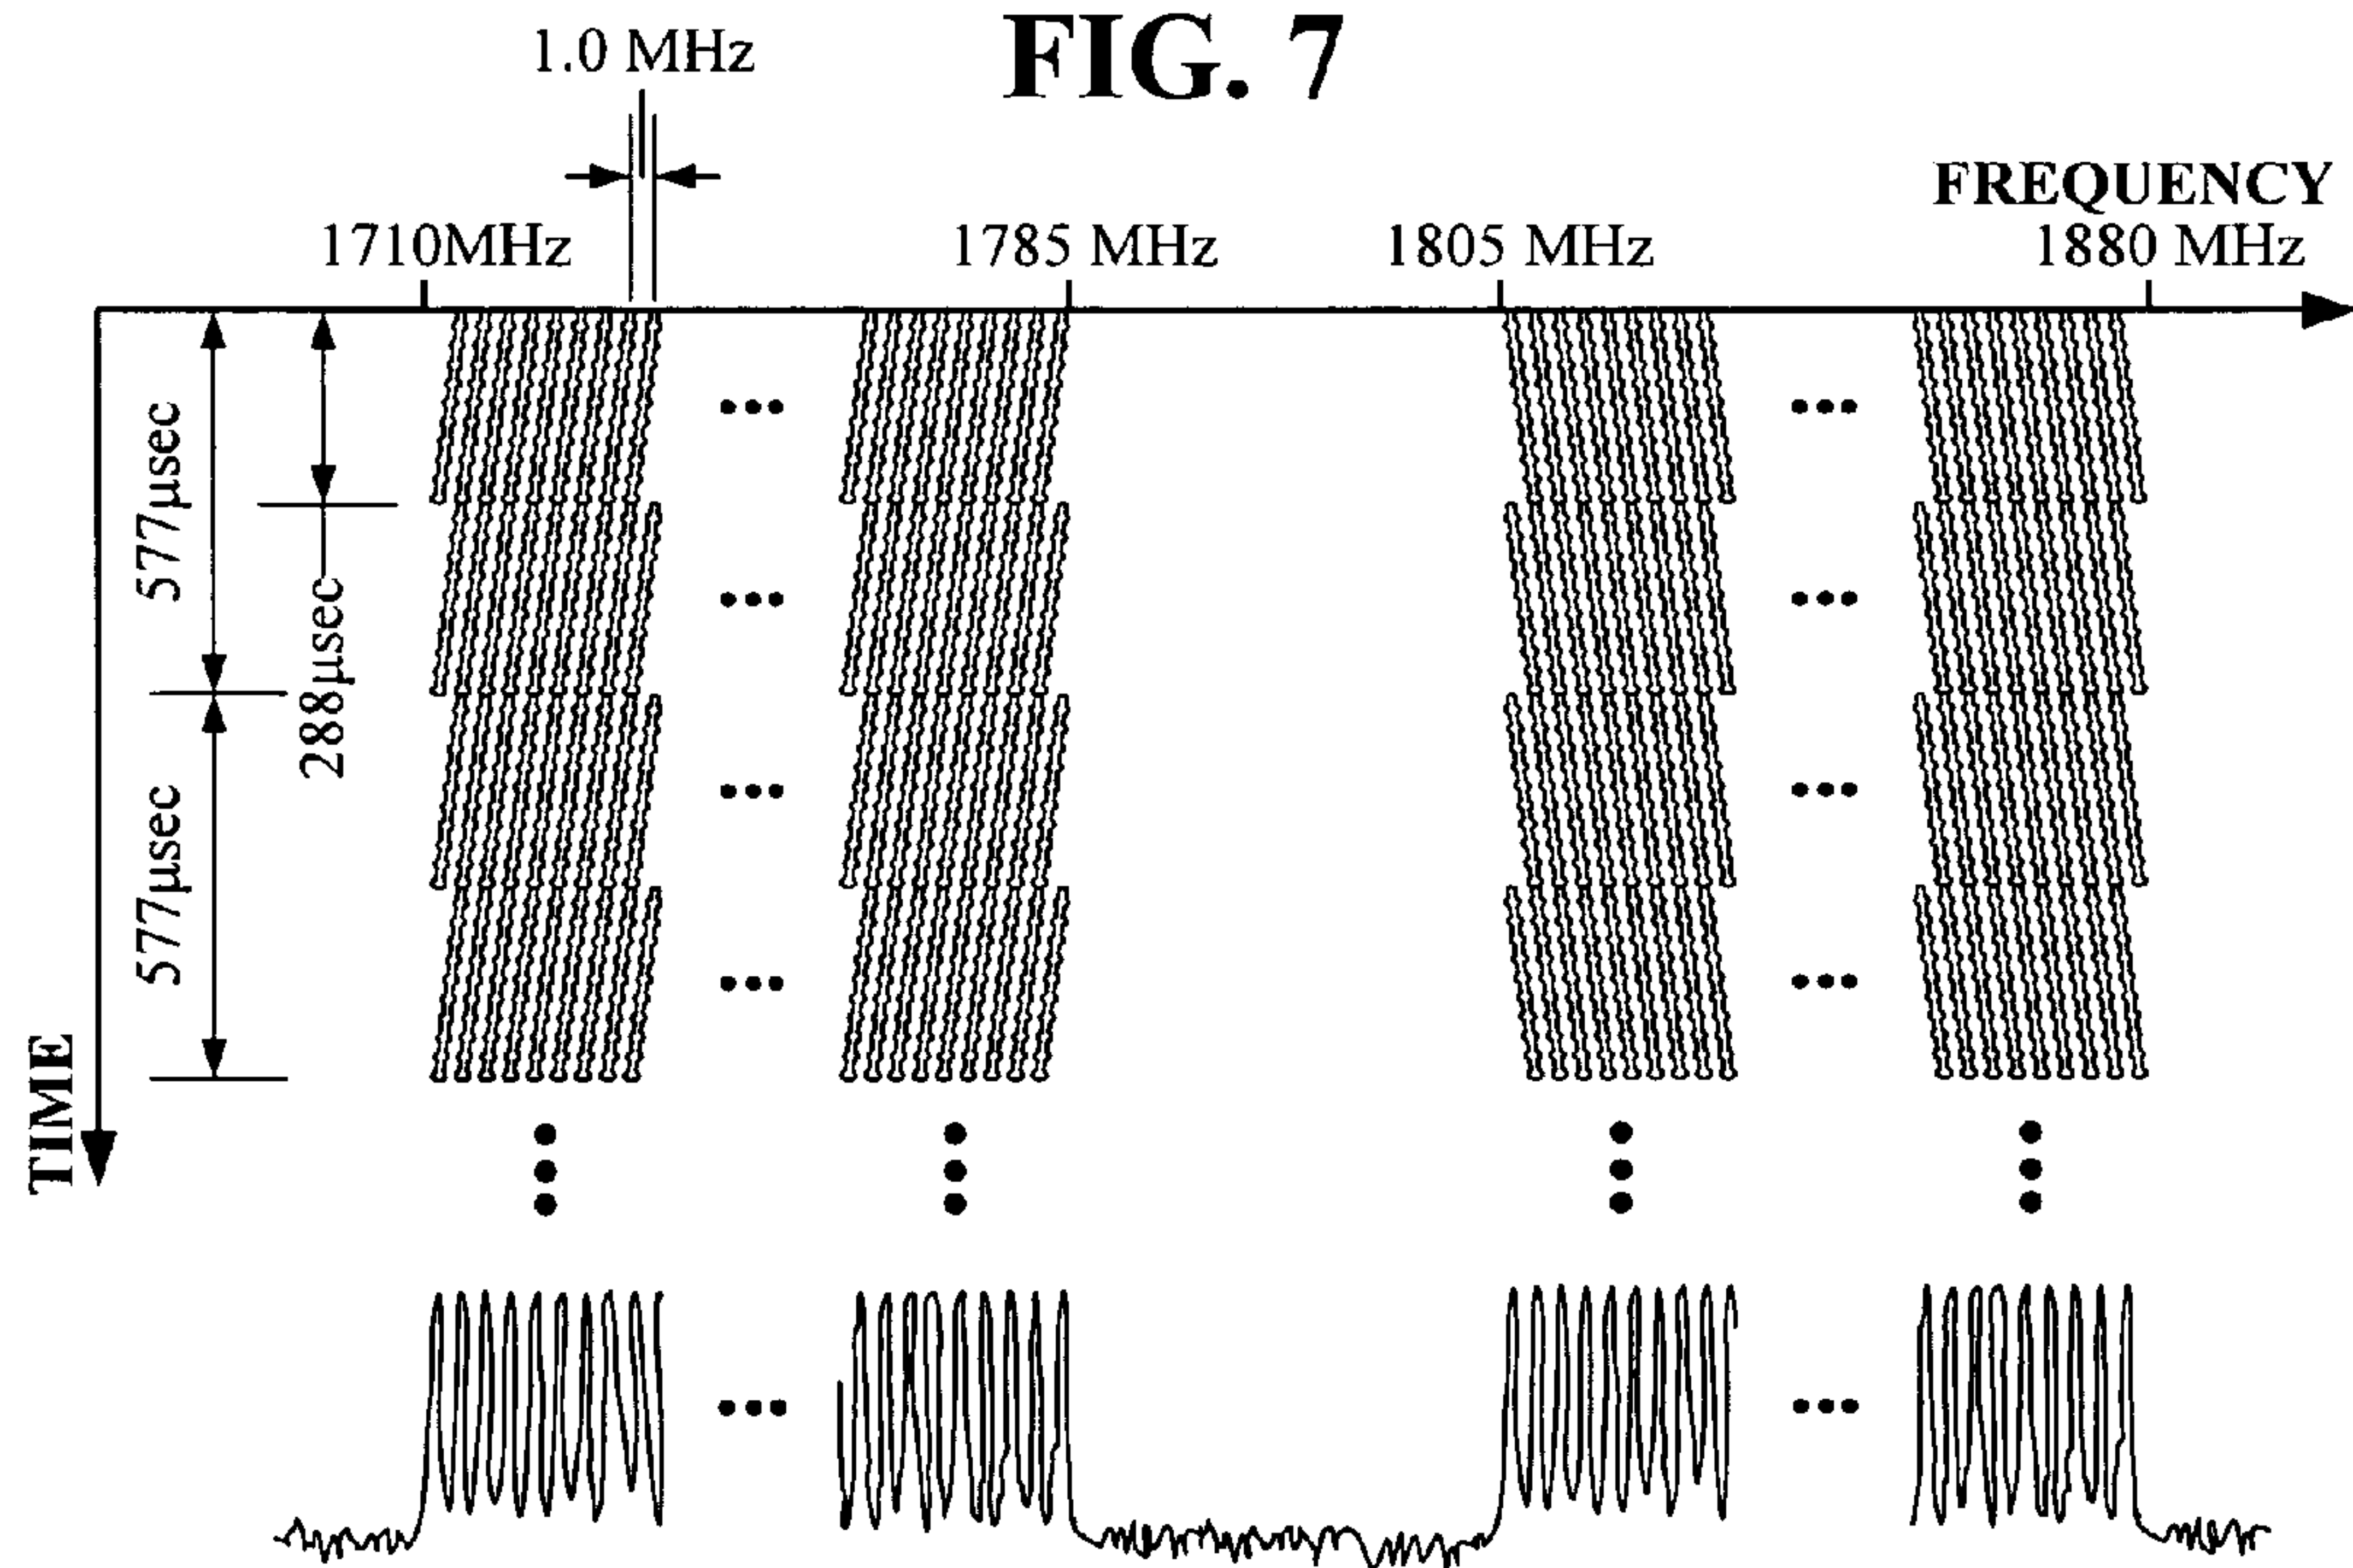 FIG. 7
1.0 MHz
FREQUENCY
1710MHz
1785 MHz
1805 MHz
1880 MHz
577μsec
288μsec
577μsec
TIME